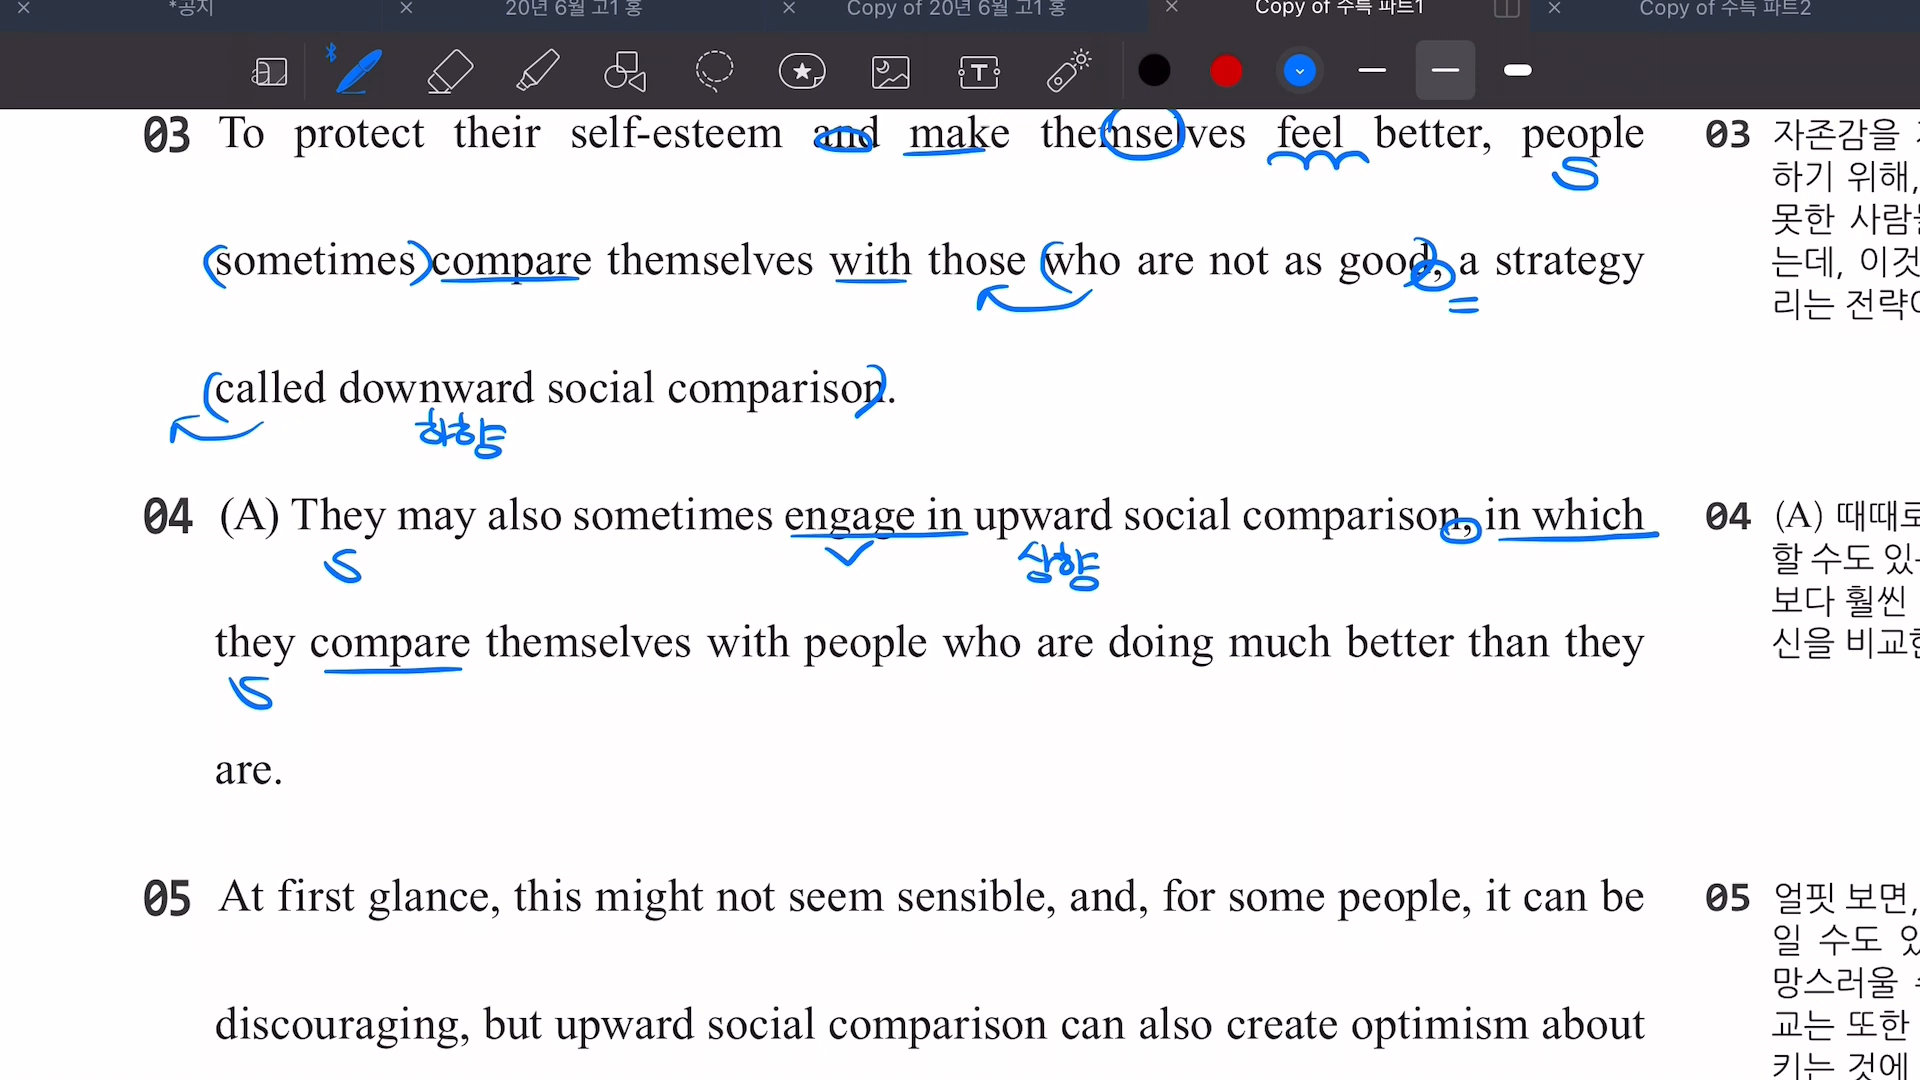 *공지
20년 6월 고1 홍
Copy of 20년 6월 고1 홍
Copy of 수특 파트1
Copy of 수특 파트2
03 To protect their self-esteem and make themselves feel better, people
S
sometimes compare themselves with those who are not as good, a strategy
called downward social comparison.
하향
04 (A) They may also sometimes engage in upward social comparison, in which
S
상향
they compare themselves with people who are doing much better than they
S
are.
05 At first glance, this might not seem sensible, and, for some people, it can be
discouraging, but upward social comparison can also create optimism about
03 자존감을
하기 위해,
못한
는데, 이것
리는
04 (A) 때때로
할 수도
보다 훨씬
신을
05 얼핏 보면,
일 수도
망스러울
교는 또한
키는 것에